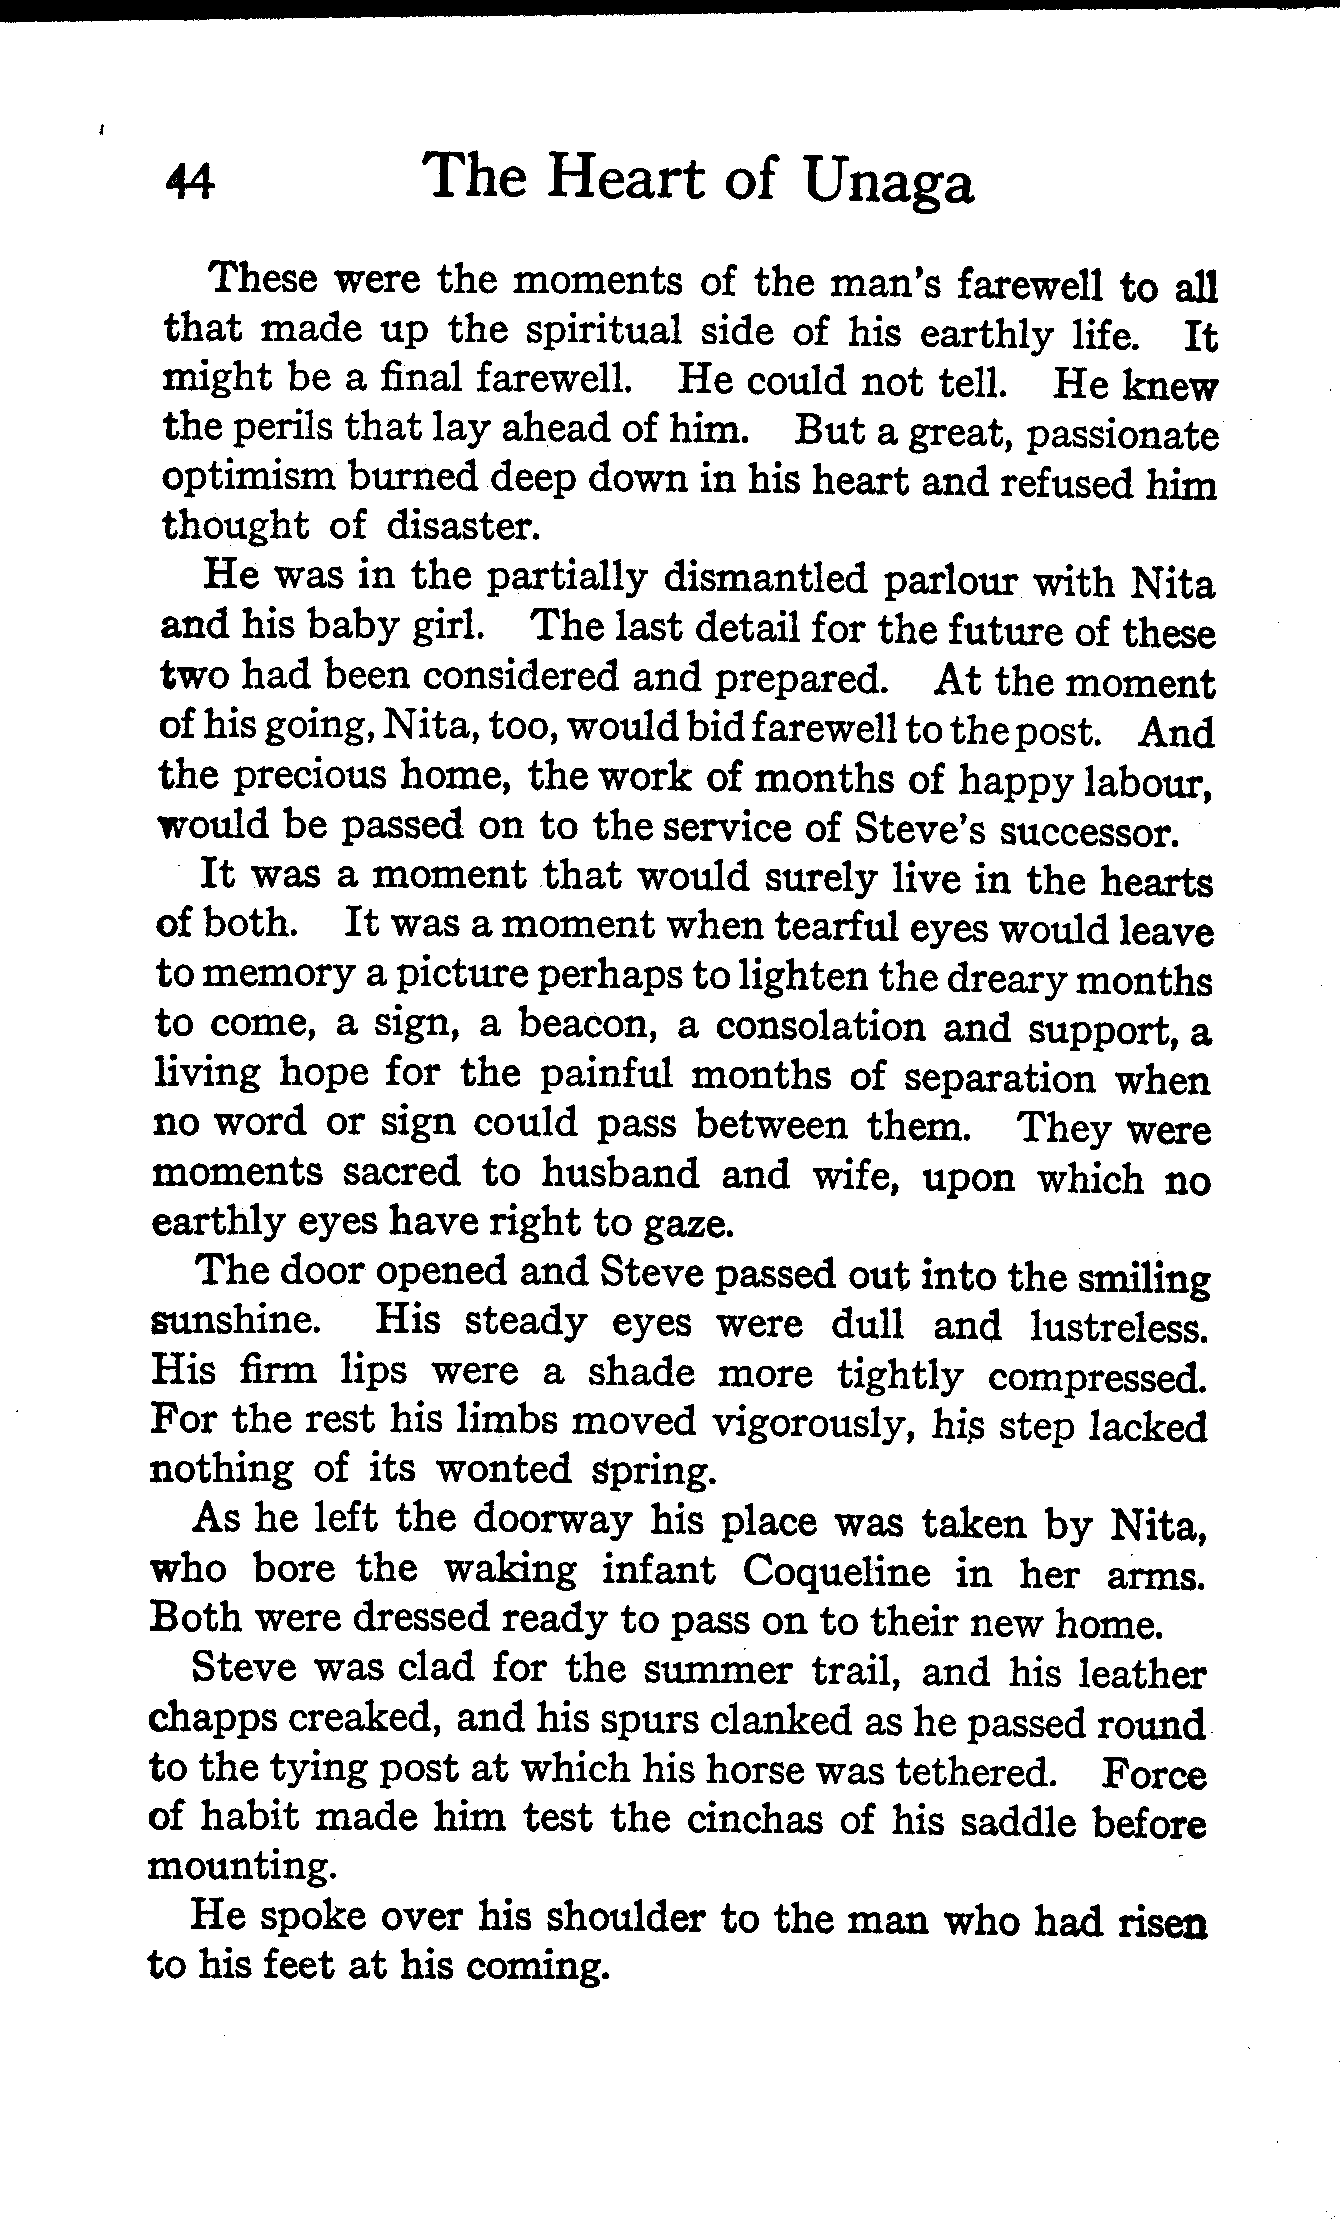 44 The Heart of Unaga
These were the moments of the man's farewell to all
that made up the spiritual side of his earthly life. It
might be a final farewell. He could not tell. He knew
the perils that lay ahead of him. But a great, passionate
optimism burned deep down in his heart and refused him
thought of disaster.
He was in the partially dismantled parlour with Nita
and his baby girl. The last detail for the future of these
two had been considered and prepared. At the moment
of his going, Nita, too, would bid farewell to the post. And
the precious home, the work of months of happy labour,
would be passed on to the service of Steve's successor.
It was a moment that would surely live in the hearts
of both. It was a moment when tearful eyes would leave
to memory a picture perhaps to lighten the dreary months
to come, a sign, a beacon, a consolation and support, a
living hope for the painful months of separation when
no word or sign could pass between them. They were
moments sacred to husband and wife, upon which no
earthly eyes have right to gaze.
The door opened and Steve passed out into the smiling
sunshine. His steady eyes were dull and lustreless.
His firm lips were a shade more tightly compressed.
For the rest his limbs moved vigorously, his step lacked
nothing of its wonted spring.
As he left the doorway his place was taken by Nita,
who bore the waking infant Coqueline in her arms.
Both were dressed ready to pass on to their new home.
Steve was clad for the summer trail, and his leather
chapps creaked, and his spurs clanked as he passed round
to the tying post at which his horse was tethered. Force
of habit made him test the cinchas of his saddle before
mounting.
He spoke over his shoulder to the man who had risen
to his feet at his coming.